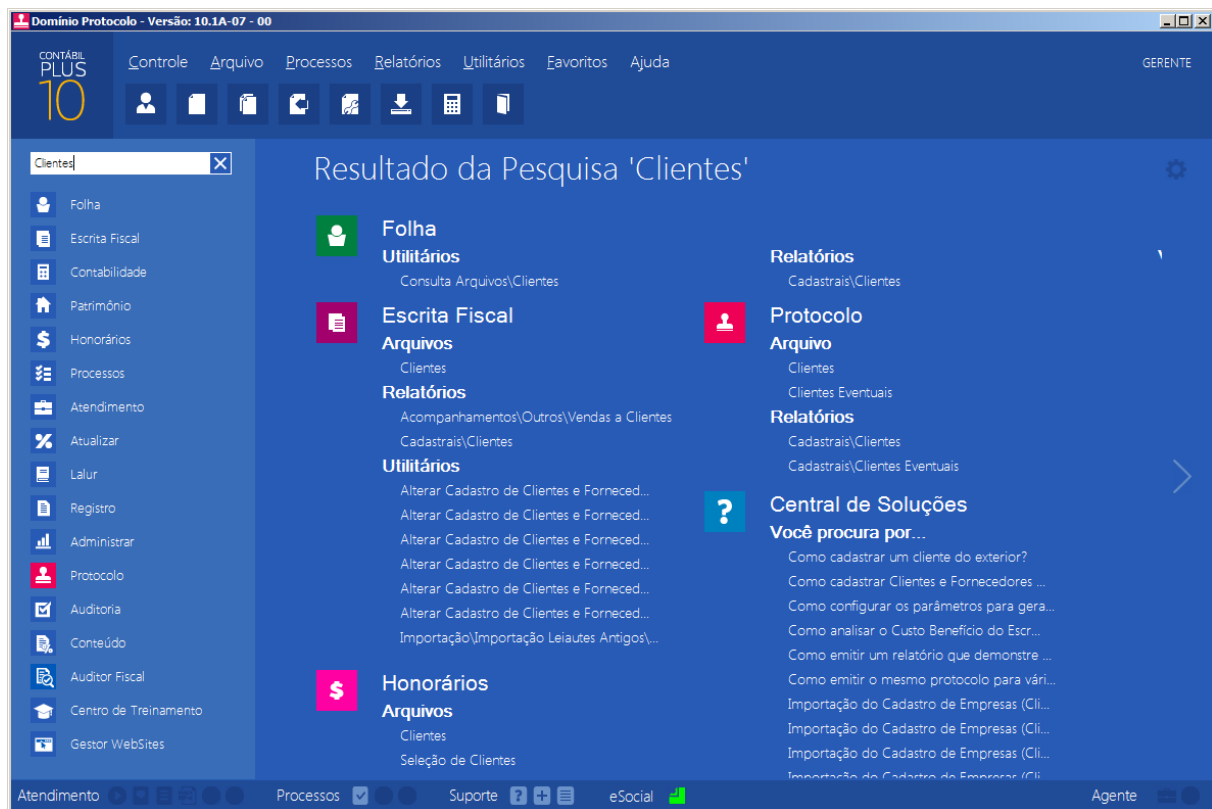 Domínio Protocolo - Versão: 10.1A-07 - 00
CONTÁBIL
PLUS
10
Controle Arquivo Processos Relatórios Utilitários Favoritos Ajuda
GERENTE
Clientes
Folha
Escrita Fiscal
Contabilidade
Patrimônio
Honorários
Processos
Atendimento
Atualizar
Lalur
Registro
Administrar
Protocolo
Auditoria
Conteúdo
Auditor Fiscal
Centro de Treinamento
Gestor WebSites
Resultado da Pesquisa 'Clientes'
Folha
Utilitários
Consulta Arquivos\Clientes
Escrita Fiscal
Arquivos
Clientes
Relatórios
Acompanhamentos\Outros\Vendas a Clientes
Cadastrais\Clientes
Utilitários
Alterar Cadastro de Clientes e Forneced...
Alterar Cadastro de Clientes e Forneced...
Alterar Cadastro de Clientes e Forneced...
Alterar Cadastro de Clientes e Forneced...
Alterar Cadastro de Clientes e Forneced...
Alterar Cadastro de Clientes e Forneced...
Importação\Importação Leiautes Antigos\...
Honorários
Arquivos
Clientes
Seleção de Clientes
Relatórios
Cadastrais\Clientes
Protocolo
Arquivo
Clientes
Clientes Eventuais
Relatórios
Cadastrais\Clientes
Cadastrais\Clientes Eventuais
Central de Soluções
Você procura por...
Como cadastrar um cliente do exterior?
Como cadastrar Clientes e Fornecedores ...
Como configurar os parâmetros para gera...
Como analisar o Custo Benefício do Escr...
Como emitir um relatório que demonstre ...
Como emitir o mesmo protocolo para vári...
Importação do Cadastro de Empresas (Cli...
Importação do Cadastro de Empresas (Cli...
Importação do Cadastro de Empresas (Cli...
Importação do Cadastro de Empresas (Cli...
Atendimento Processos Suporte eSocial Agente